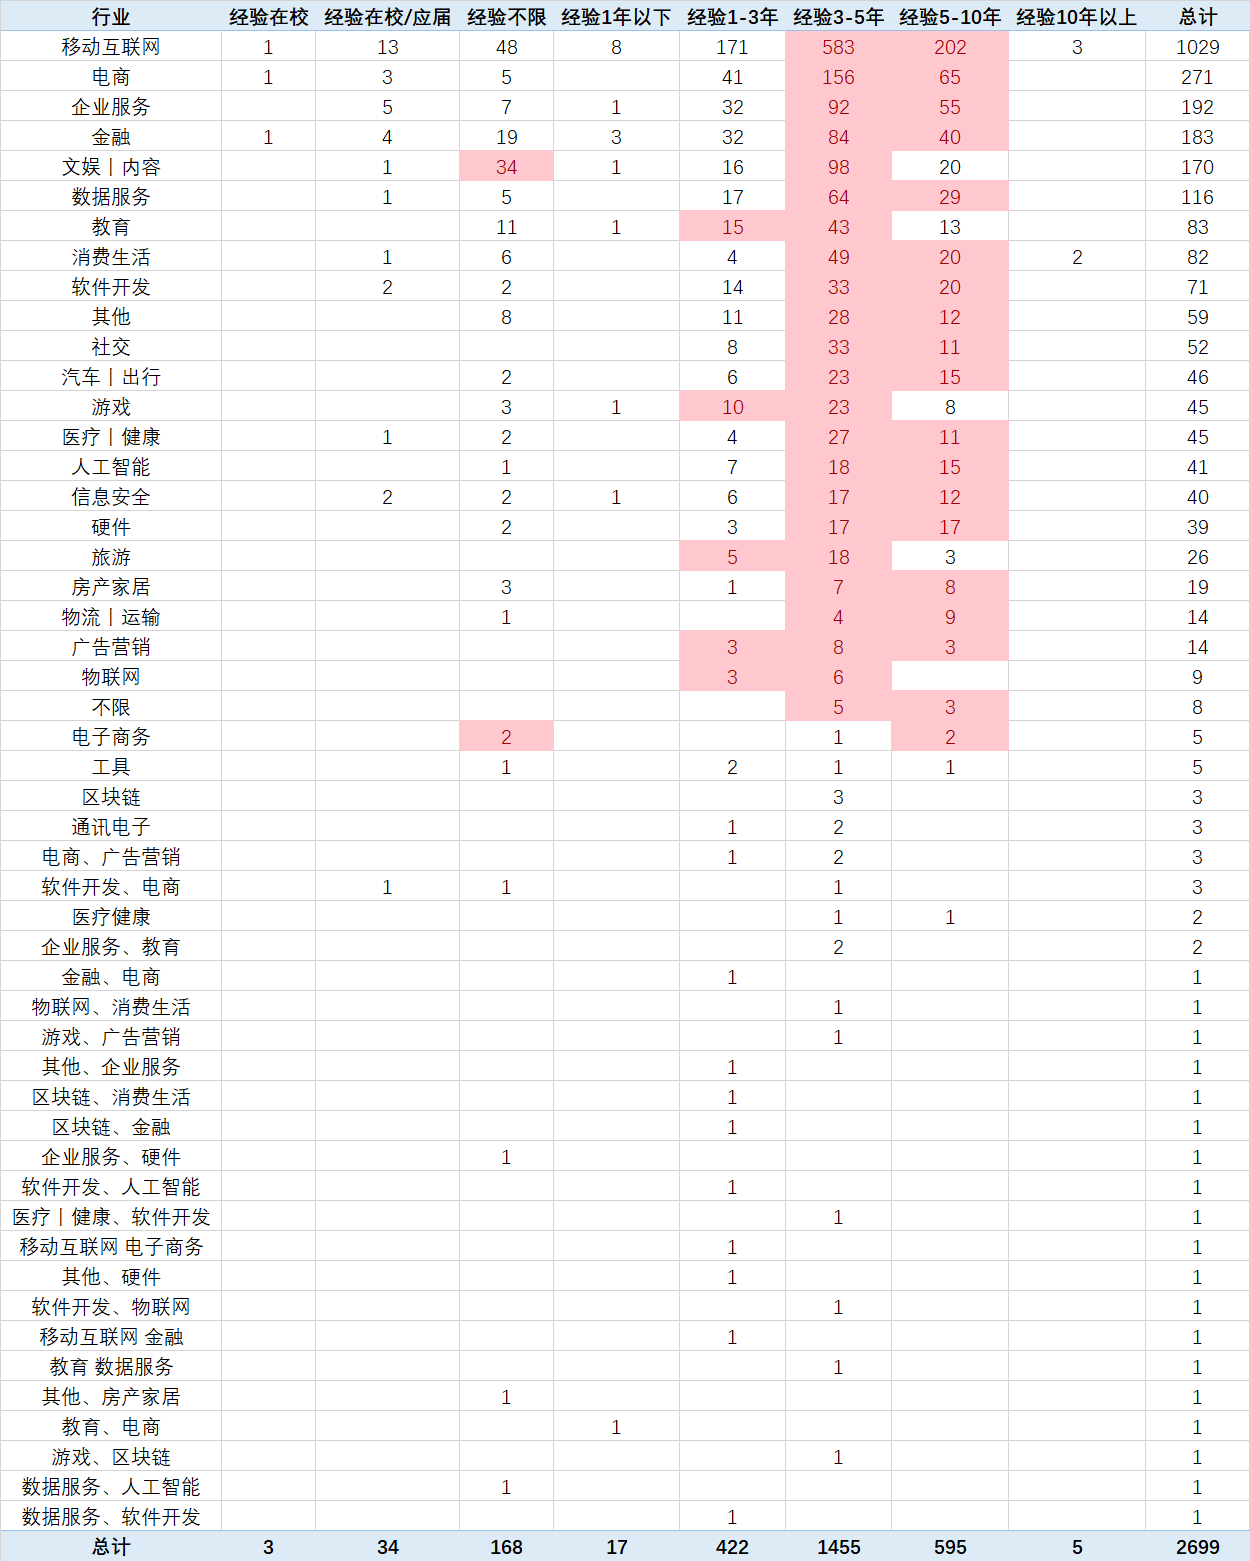 行业 经验在校 经验在校/应届 经验不限 经验1年以下 经验1-3年 经验3-5年 经验5-10年 经验10年以上 总计
移动互联网 1 13 48 8 171 583 202 3 1029
电商 1 3 5 41 156 65 271
企业服务 5 7 1 32 92 55 192
金融 1 4 19 3 32 84 40 183
文娱丨内容 1 34 1 16 98 20 170
数据服务 1 5 17 64 29 116
教育 11 1 15 43 13 83
消费生活 1 6 4 49 20 2 82
软件开发 2 2 14 33 20 71
其他 8 11 28 12 59
社交 8 33 11 52
汽车丨出行 2 6 23 15 46
游戏 3 1 10 23 8 45
医疗丨健康 1 2 4 27 11 45
人工智能 1 7 18 15 41
信息安全 2 2 1 6 17 12 40
硬件 2 3 17 17 39
旅游 5 18 3 26
房产家居 3 1 7 8 19
物流丨运输 1 4 9 14
广告营销 3 8 3 14
物联网 3 6 9
不限 5 3 8
电子商务 2 1 2 5
工具 1 2 1 1 5
区块链 3 3
通讯电子 1 2 3
电商、广告营销 1 2 3
软件开发、电商 1 1 1 3
医疗健康 1 1 2
企业服务、教育 2 2
金融、电商 1 1
物联网、消费生活 1 1
游戏、广告营销 1 1
其他、企业服务 1 1
区块链、消费生活 1 1
区块链、金融 1 1
企业服务、硬件 1 1
软件开发、人工智能 1 1
医疗丨健康、软件开发 1 1
移动互联网 电子商务 1 1
其他、硬件 1 1
软件开发、物联网 1 1
移动互联网 金融 1 1
教育 数据服务 1 1
其他、房产家居 1 1
教育、电商 1 1
游戏、区块链 1 1
数据服务、人工智能 1 1
数据服务、软件开发 1 1
总计 3 34 168 17 422 1455 595 5 2699